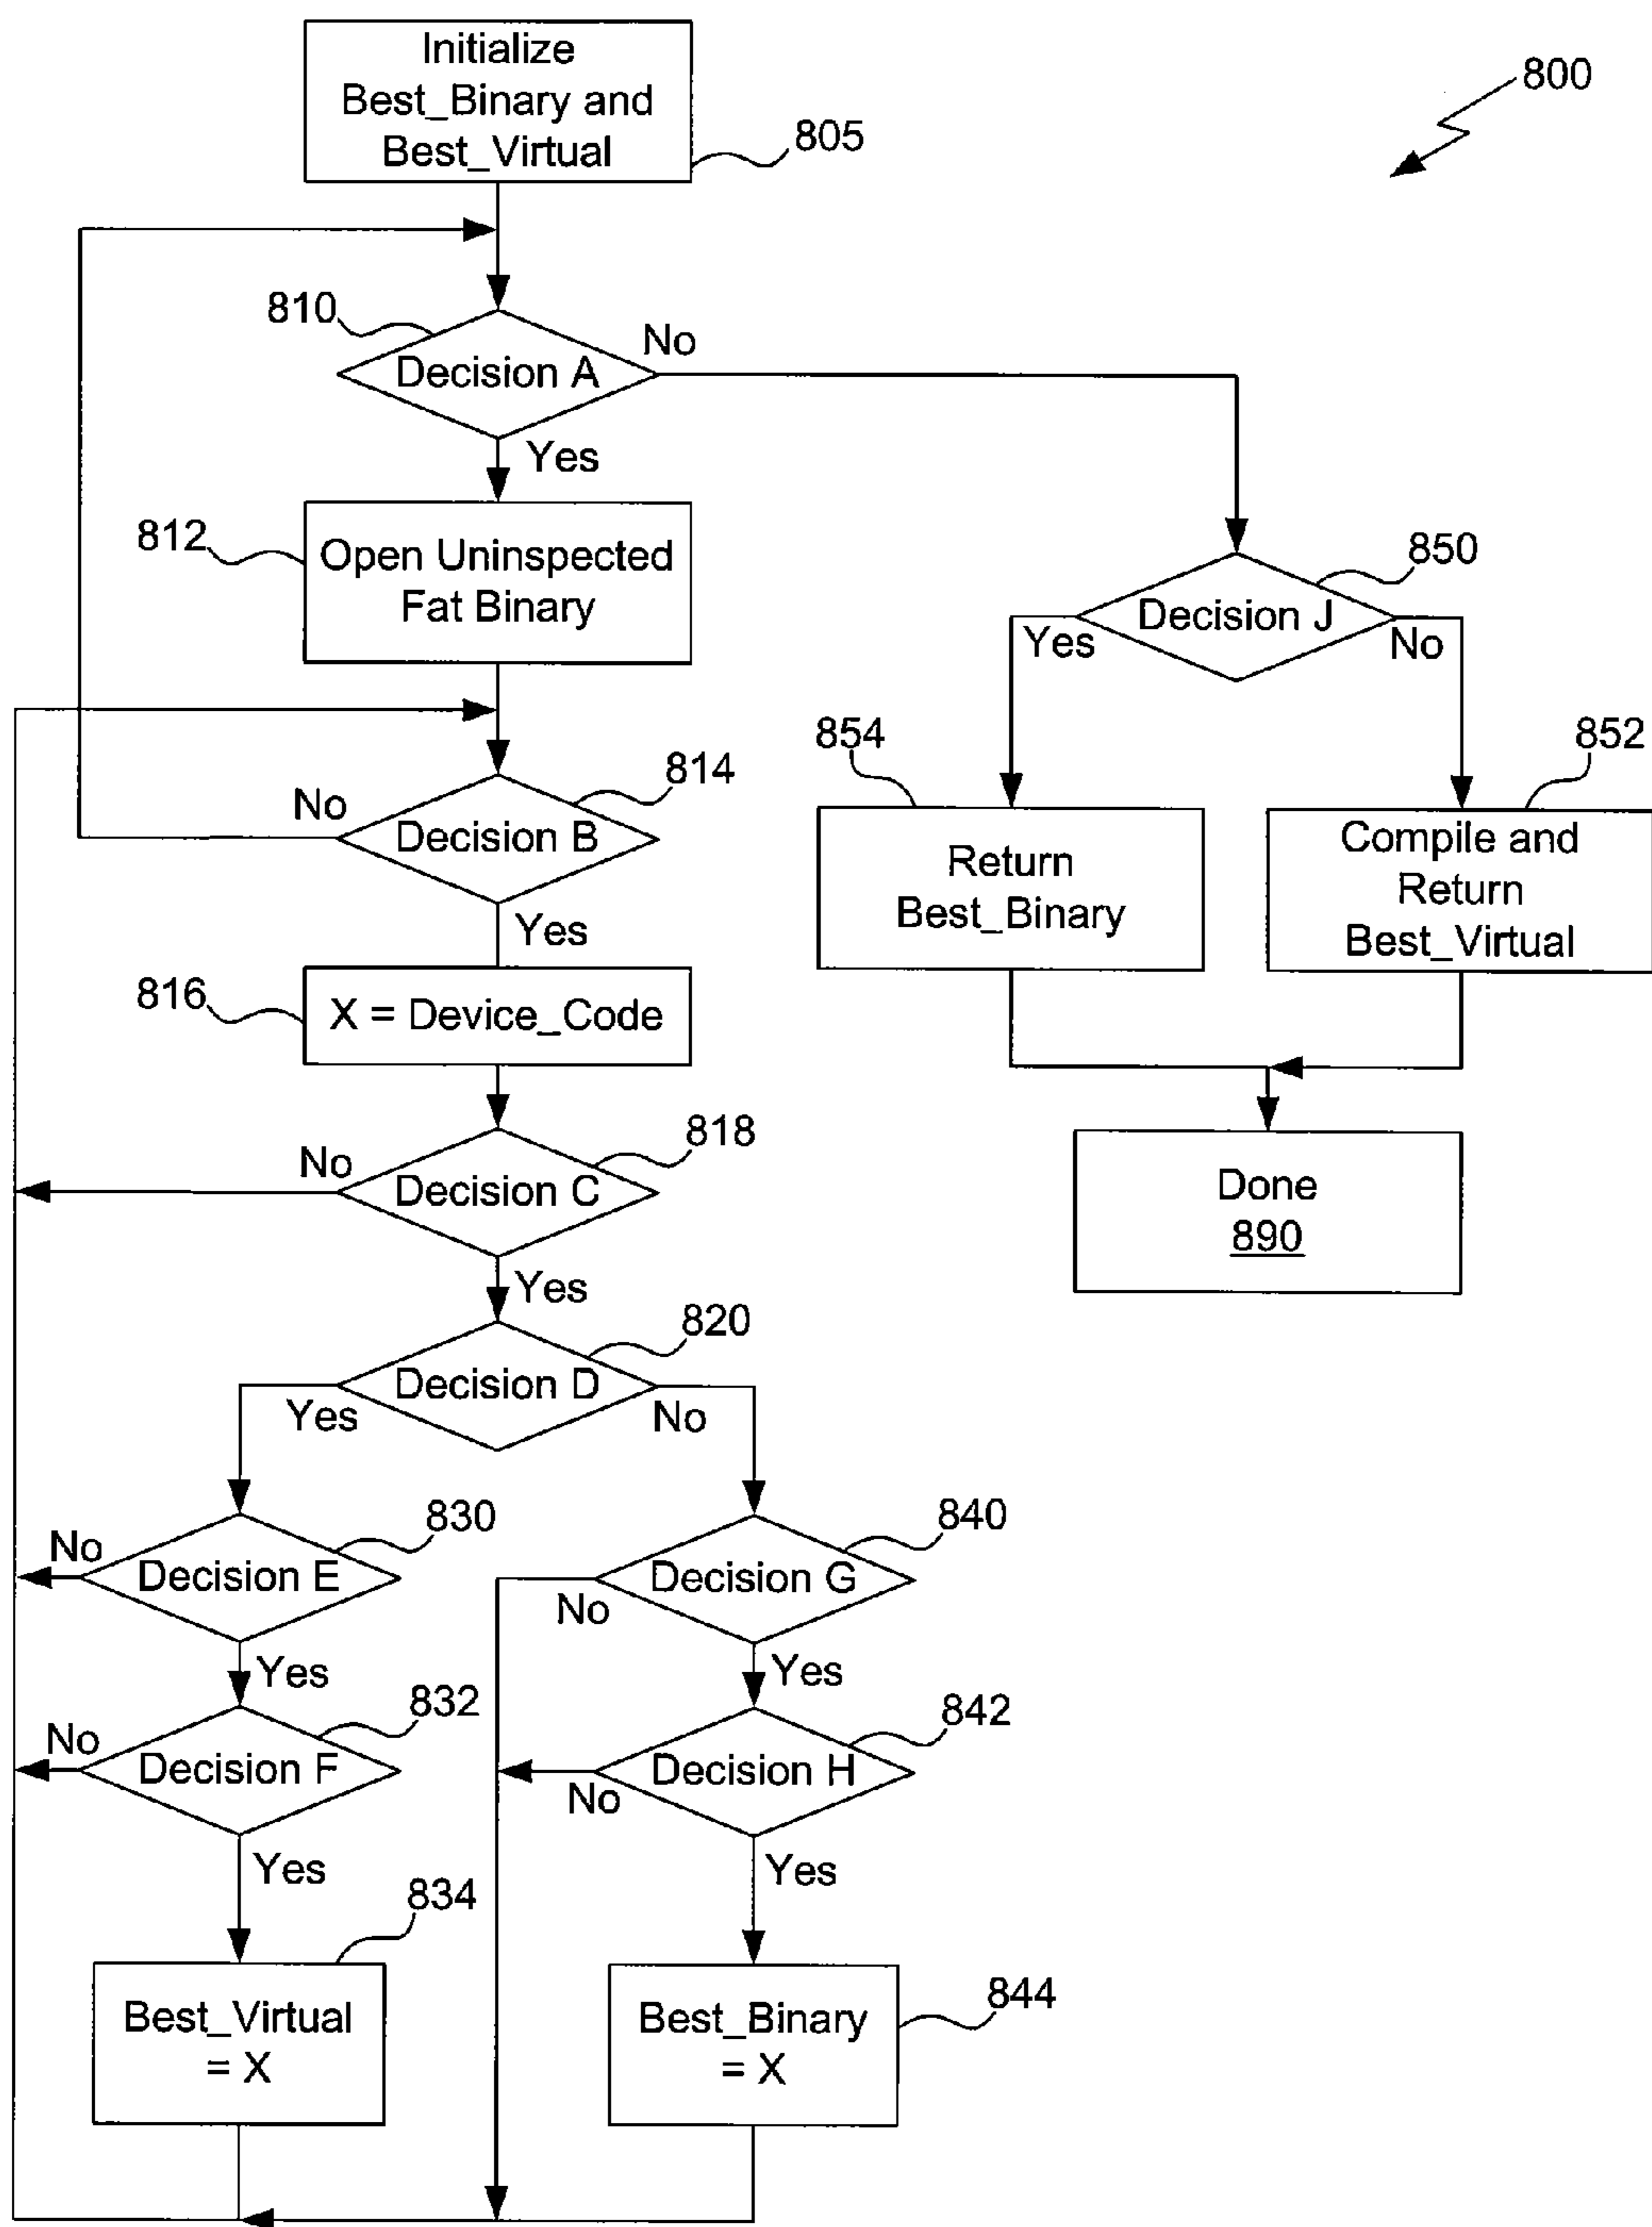 Initialize
Best_Binary and
Best_Virtual
805
800
810
Decision A
No
Yes
812
Open Uninspected
Fat Binary
850
Decision J
Yes
No
814
Decision B
No
Yes
854
Return
Best_Binary
852
Compile and
Return
Best_Virtual
816
X = Device_Code
818
Decision C
No
Yes
Done
890
820
Decision D
Yes
No
830
Decision E
No
Yes
840
Decision G
No
Yes
832
Decision F
No
Yes
842
Decision H
No
Yes
834
Best_Virtual
= X
844
Best_Binary
= X